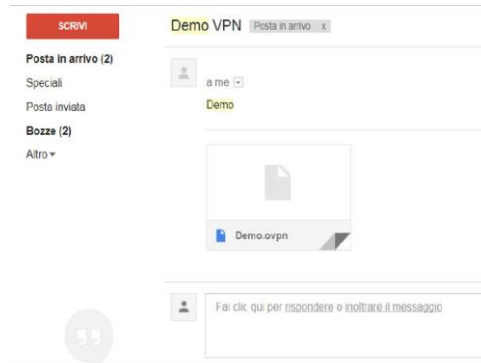 SCRIVI
Demo VPN Posta in arrivo x
Posta in arrivo (2)
Speciali
Posta inviata
Bozze (2)
Altro
a me
Demo
Demo.ovpn
Fai clic qui per rispondere o inoltrare il messaggio